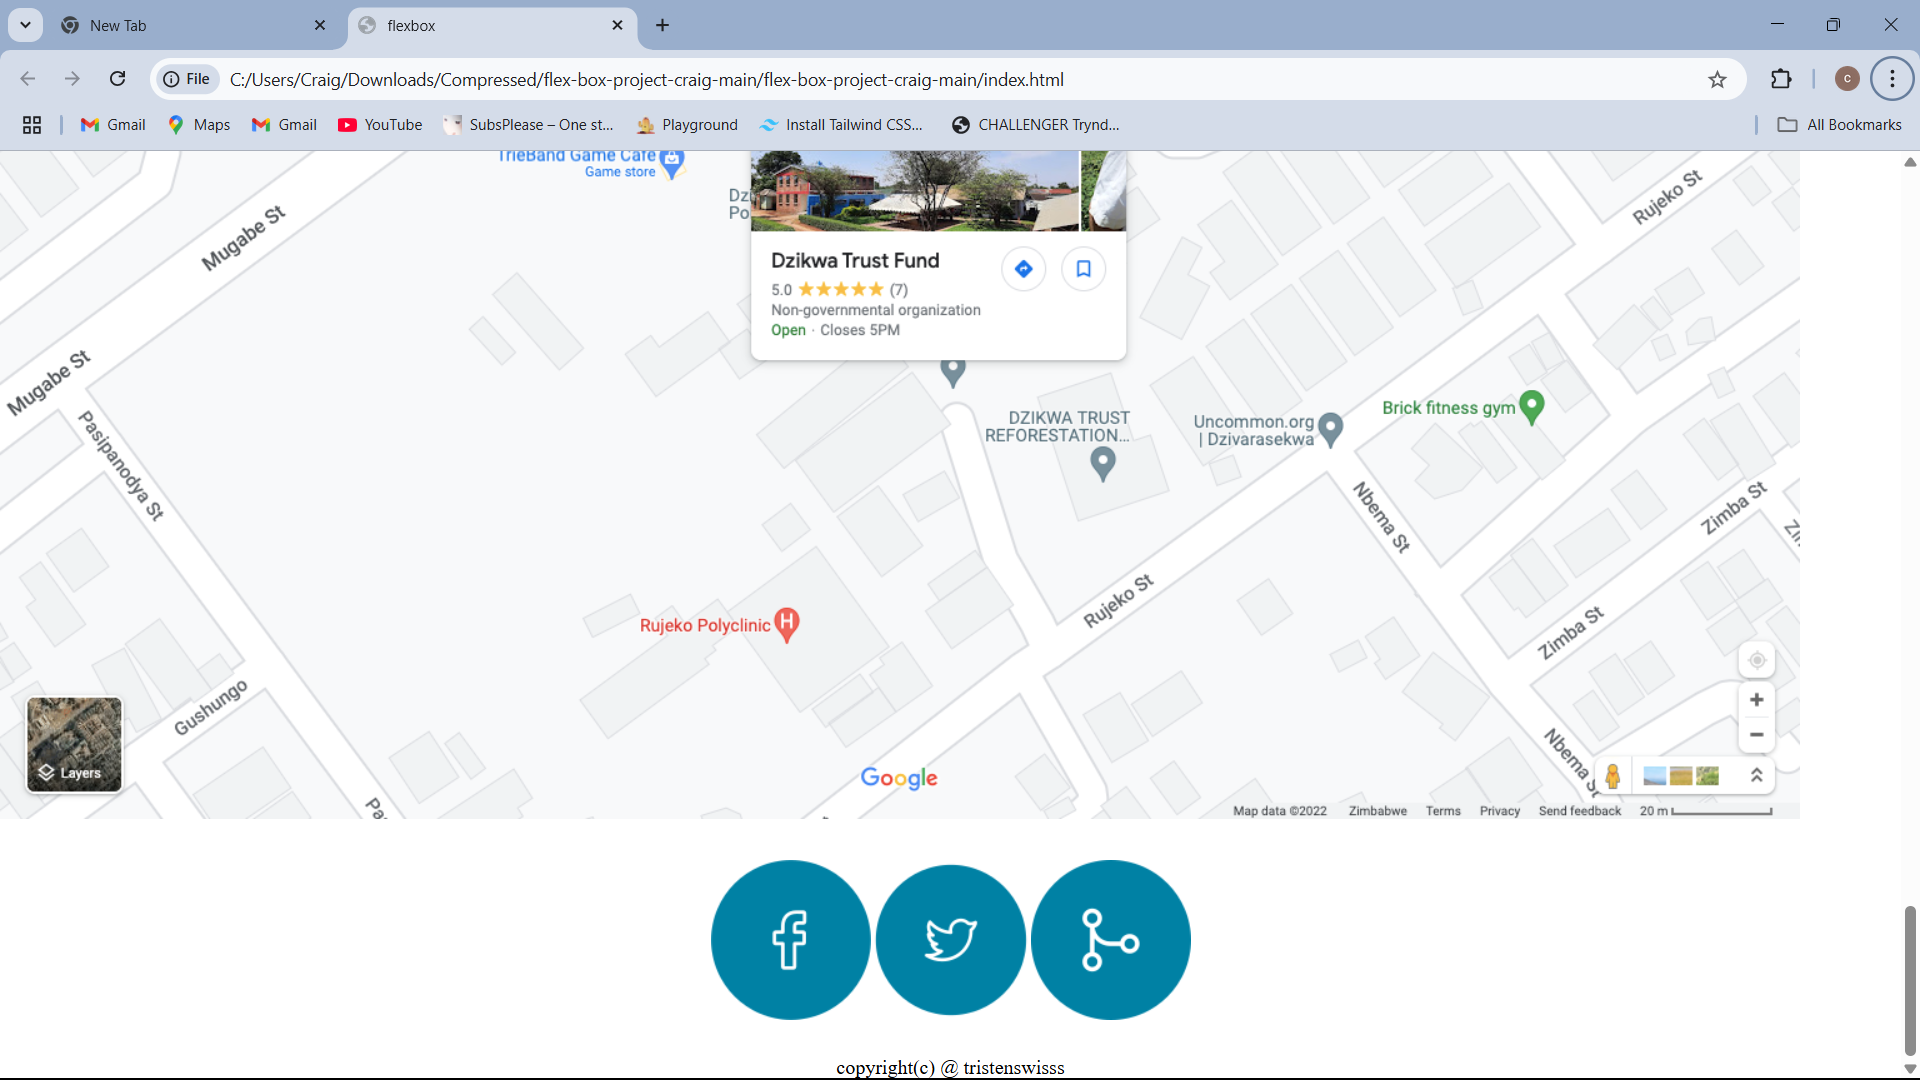 New Tab
flexbox
File
C:/Users/Craig/Downloads/Compressed/flex-box-project-craig-main/flex-box-project-craig-main/index.html
C
Gmail
Maps
Gmail
YouTube
SubsPlease – One st...
Playground
Install Tailwind CSS...
CHALLENGER Trynd...
All Bookmarks
TrieBand Game Cafe
Game store
Dzi
Po
Mugabe St
Rujeko St
Dzikwa Trust Fund
5.0 (7)
Non-governmental organization
Open · Closes 5PM
Mugabe St
Pasipanodya St
DZIKWA TRUST
REFORESTATION...
Uncommon.org
| Dzivarasekwa
Brick fitness gym
Nbema St
Zimba St
Zi
Rujeko St
Zimba St
Rujeko Polyclinic
H
Gushungo
Nbema St
Layers
Pa
Google
Map data ©2022
Zimbabwe
Terms
Privacy
Send feedback
20 m
copyright(c) @ tristenswisss